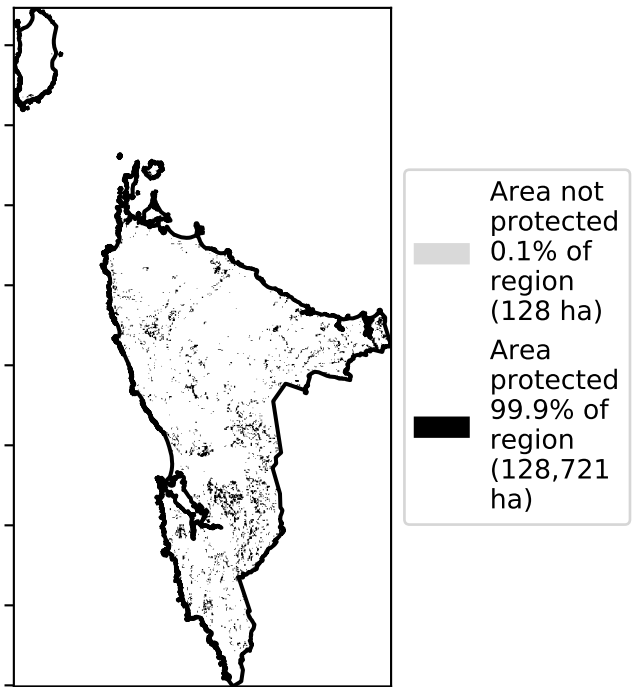 Area not
protected
0.1% of
region
(128 ha)
Area
protected
99.9% of
region
(128,721
ha)